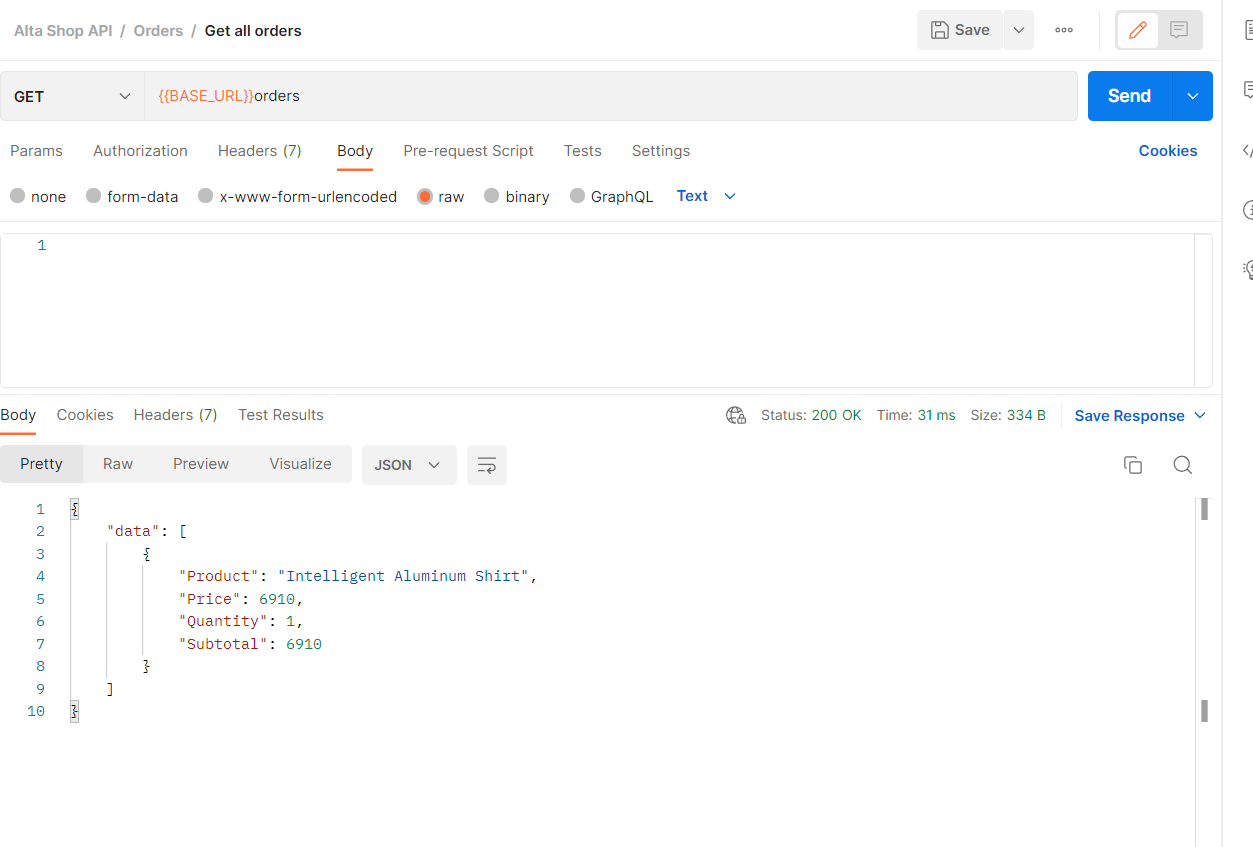 Alta Shop API / Orders / Get all orders Save
GET {{BASE_URL}}orders Send
Params Authorization Headers (7) Body Pre-request Script Tests Settings Cookies
none form-data x-www-form-urlencoded raw binary GraphQL Text
1
Body Cookies Headers (7) Test Results Status: 200 OK Time: 31 ms Size: 334 B Save Response
Pretty Raw Preview Visualize JSON
1 {
2 "data": [
3 {
4 "Product": "Intelligent Aluminum Shirt",
5 "Price": 6910,
6 "Quantity": 1,
7 "Subtotal": 6910
8 }
9 ]
10 }